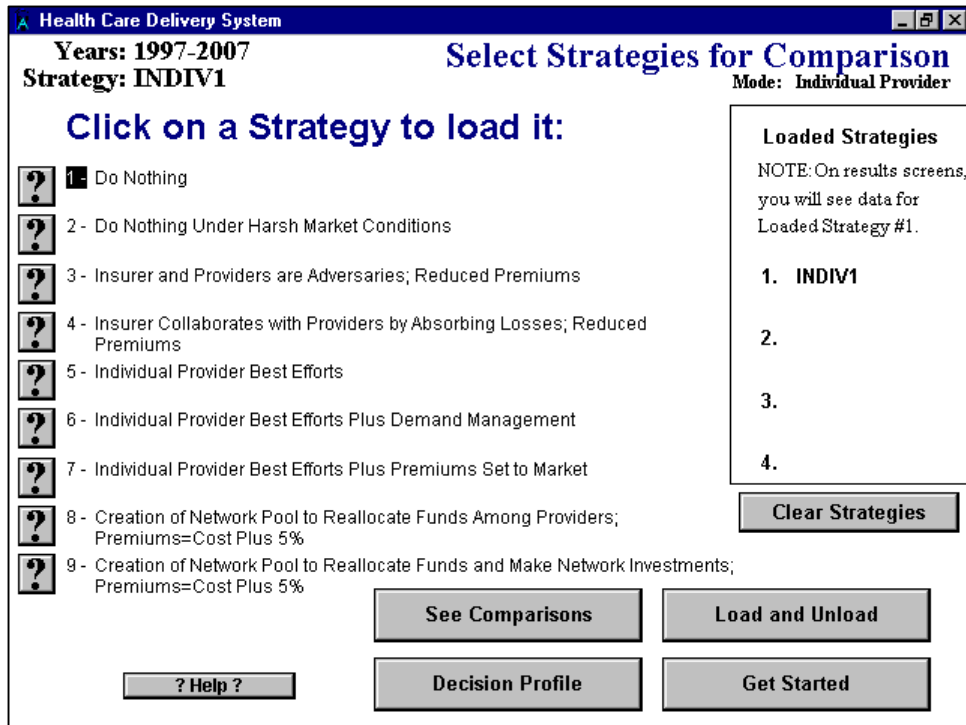 Health Care Delivery System
Years: 1997-2007
Strategy: INDIV1
Select Strategies for Comparison
Mode: Individual Provider
Click on a Strategy to load it:
? 1 - Do Nothing
? 2 - Do Nothing Under Harsh Market Conditions
? 3 - Insurer and Providers are Adversaries; Reduced Premiums
? 4 - Insurer Collaborates with Providers by Absorbing Losses; Reduced
Premiums
? 5 - Individual Provider Best Efforts
? 6 - Individual Provider Best Efforts Plus Demand Management
? 7 - Individual Provider Best Efforts Plus Premiums Set to Market
? 8 - Creation of Network Pool to Reallocate Funds Among Providers;
Premiums=Cost Plus 5%
? 9 - Creation of Network Pool to Reallocate Funds and Make Network Investments;
Premiums=Cost Plus 5%
Loaded Strategies
NOTE: On results screens,
you will see data for
Loaded Strategy #1.
1. INDIV1
2.
3.
4.
Clear Strategies
See Comparisons
Load and Unload
? Help ?
Decision Profile
Get Started